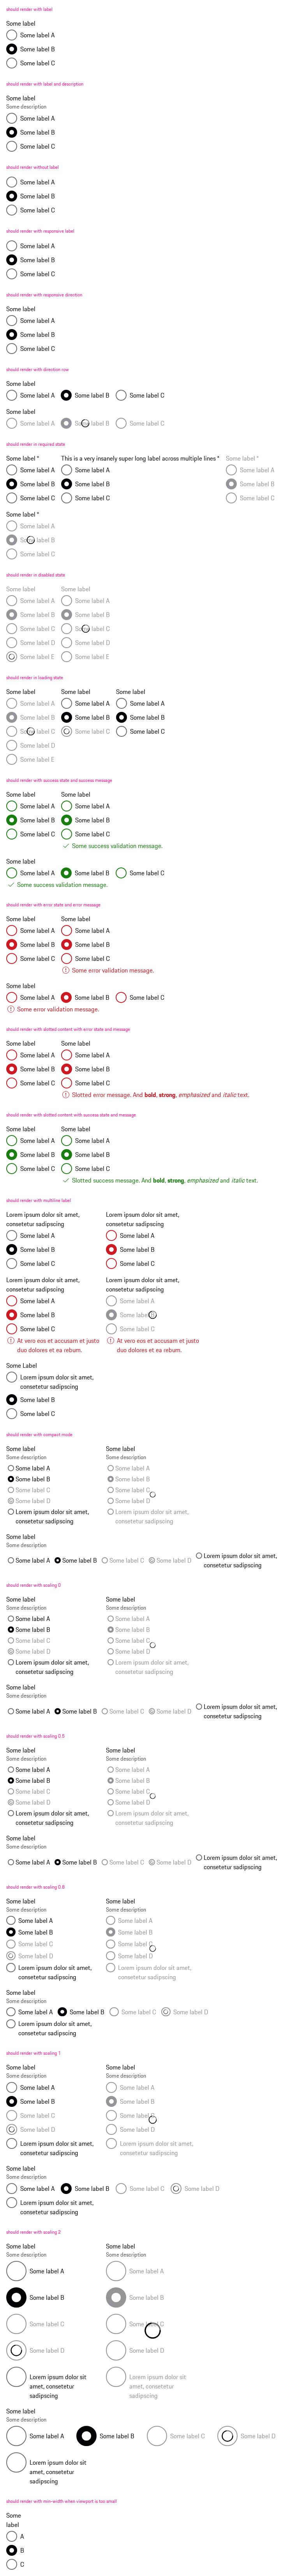 should render with label
Some label
Some label A
Some label B
Some label C
should render with label and description
Some label
Some description
Some label A
Some label B
Some label C
should render without label
Some label A
Some label B
Some label C
should render with responsive label
Some label A
Some label B
Some label C
should render with responsive direction
Some label
Some label A
Some label B
Some label C
should render with direction row
Some label
Some label A Some label B Some label C
Some label
Some label A Some label B Some label C
should render in required state
Some label * This is a very insanely super long label across multiple lines * Some label *
Some label A Some label A Some label A
Some label B Some label B Some label B
Some label C Some label C Some label C
Some label *
Some label A
Some label B
Some label C
should render in disabled state
Some label Some label
Some label A Some label A
Some label B Some label B
Some label C Some label C
Some label D Some label D
Some label E Some label E
should render in loading state
Some label Some label Some label
Some label A Some label A Some label A
Some label B Some label B Some label B
Some label C Some label C Some label C
Some label D
Some label E
should render with success state and success message
Some label Some label
Some label A Some label A
Some label B Some label B
Some label C Some label C
Some success validation message.
Some label
Some label A Some label B Some label C
Some success validation message.
should render with error state and error message
Some label Some label
Some label A Some label A
Some label B Some label B
Some label C Some label C
Some error validation message.
Some label
Some label A Some label B Some label C
Some error validation message.
should render with slotted content with error state and message
Some label Some label
Some label A Some label A
Some label B Some label B
Some label C Some label C
Slotted error message. And bold, strong, emphasized and italic text.
should render with slotted content with success state and message
Some label Some label
Some label A Some label A
Some label B Some label B
Some label C Some label C
Slotted success message. And bold, strong, emphasized and italic text.
should render with multiline label
Lorem ipsum dolor sit amet, Lorem ipsum dolor sit amet,
consetetur sadipscing consetetur sadipscing
Some label A Some label A
Some label B Some label B
Some label C Some label C
Lorem ipsum dolor sit amet, Lorem ipsum dolor sit amet,
consetetur sadipscing consetetur sadipscing
Some label A Some label A
Some label B Some label B
Some label C Some label C
At vero eos et accusam et justo At vero eos et accusam et justo
duo dolores et ea rebum. duo dolores et ea rebum.
Some Label
Lorem ipsum dolor sit amet,
consetetur sadipscing
Some label B
Some label C
should render with compact mode
Some label Some label
Some description Some description
Some label A Some label A
Some label B Some label B
Some label C Some label C
Some label D Some label D
Lorem ipsum dolor sit amet, Lorem ipsum dolor sit amet,
consetetur sadipscing consetetur sadipscing
Some label
Some description
Some label A Some label B Some label C Some label D Lorem ipsum dolor sit amet,
consetetur sadipscing
should render with scaling 0
Some label Some label
Some description Some description
Some label A Some label A
Some label B Some label B
Some label C Some label C
Some label D Some label D
Lorem ipsum dolor sit amet, Lorem ipsum dolor sit amet,
consetetur sadipscing consetetur sadipscing
Some label
Some description
Some label A Some label B Some label C Some label D Lorem ipsum dolor sit amet,
consetetur sadipscing
should render with scaling 0.5
Some label Some label
Some description Some description
Some label A Some label A
Some label B Some label B
Some label C Some label C
Some label D Some label D
Lorem ipsum dolor sit amet, Lorem ipsum dolor sit amet,
consetetur sadipscing consetetur sadipscing
Some label
Some description
Some label A Some label B Some label C Some label D Lorem ipsum dolor sit amet,
consetetur sadipscing
should render with scaling 0.8
Some label Some label
Some description Some description
Some label A Some label A
Some label B Some label B
Some label C Some label C
Some label D Some label D
Lorem ipsum dolor sit amet, Lorem ipsum dolor sit amet,
consetetur sadipscing consetetur sadipscing
Some label
Some description
Some label A Some label B Some label C Some label D
Lorem ipsum dolor sit amet,
consetetur sadipscing
should render with scaling 1
Some label Some label
Some description Some description
Some label A Some label A
Some label B Some label B
Some label C Some label C
Some label D Some label D
Lorem ipsum dolor sit amet, Lorem ipsum dolor sit amet,
consetetur sadipscing consetetur sadipscing
Some label
Some description
Some label A Some label B Some label C Some label D
Lorem ipsum dolor sit amet,
consetetur sadipscing
should render with scaling 2
Some label Some label
Some description Some description
Some label A Some label A
Some label B Some label B
Some label C Some label C
Some label D Some label D
Lorem ipsum dolor sit Lorem ipsum dolor sit
amet, consetetur amet, consetetur
sadipscing sadipscing
Some label
Some description
Some label A Some label B Some label C Some label D
Lorem ipsum dolor sit
amet, consetetur
sadipscing
should render with min-width when viewport is too small
Some
label
A
B
C